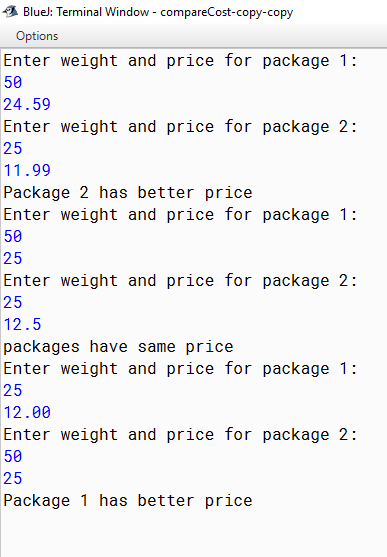 BlueJ: Terminal Window - compareCost-copy-copy
Options
Enter weight and price for package 1:
50
24.59
Enter weight and price for package 2:
25
11.99
Package 2 has better price
Enter weight and price for package 1:
50
25
Enter weight and price for package 2:
25
12.5
packages have same price
Enter weight and price for package 1:
25
12.00
Enter weight and price for package 2:
50
25
Package 1 has better price